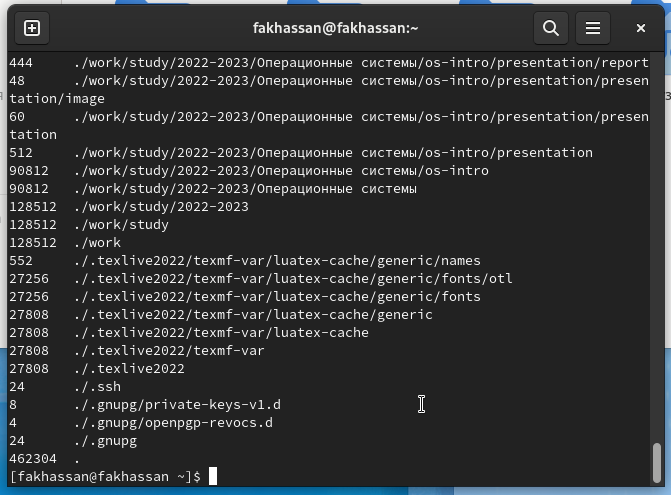 fakhassan@fakhassan:~
444 ./work/study/2022-2023/Операционные системы/os-intro/presentation/report
48 ./work/study/2022-2023/Операционные системы/os-intro/presentation/presen
tation/image
60 ./work/study/2022-2023/Операционные системы/os-intro/presentation/presen
tation
512 ./work/study/2022-2023/Операционные системы/os-intro/presentation
90812 ./work/study/2022-2023/Операционные системы/os-intro
90812 ./work/study/2022-2023/Операционные системы
128512 ./work/study/2022-2023
128512 ./work/study
128512 ./work
552 ./.texlive2022/texmf-var/luatex-cache/generic/names
27256 ./.texlive2022/texmf-var/luatex-cache/generic/fonts/otl
27256 ./.texlive2022/texmf-var/luatex-cache/generic/fonts
27808 ./.texlive2022/texmf-var/luatex-cache/generic
27808 ./.texlive2022/texmf-var/luatex-cache
27808 ./.texlive2022/texmf-var
27808 ./.texlive2022
24 ./.ssh
8 ./.gnupg/private-keys-v1.d
4 ./.gnupg/openpgp-revocs.d
24 ./.gnupg
462304 .
[fakhassan@fakhassan ~]$